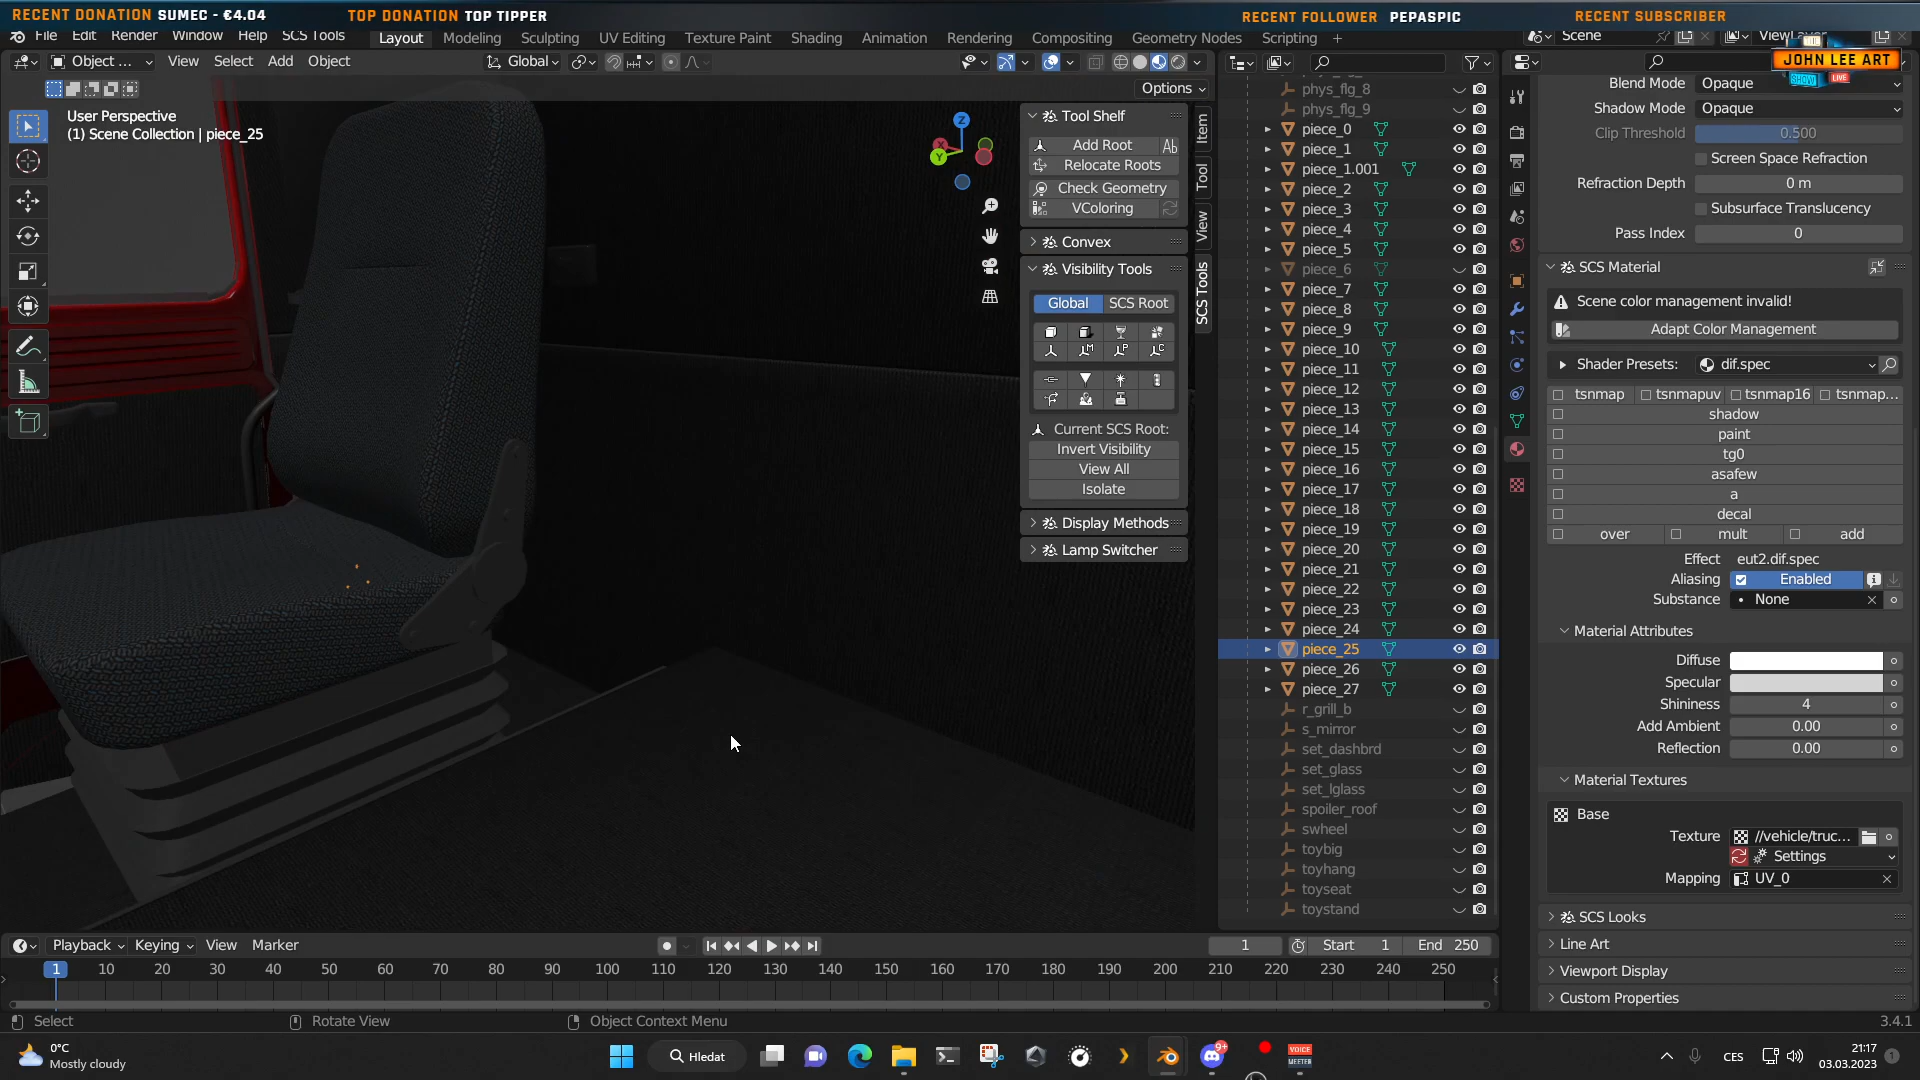 RECENT DONATION SUMEC - €4.04
TOP DONATION TOP TIPPER
RECENT FOLLOWER PEPASPIC
RECENT SUBSCRIBER
File Edit Render Window Help SCS Tools
Layout Modeling Sculpting UV Editing Texture Paint Shading Animation Rendering Compositing Geometry Nodes Scripting +
Scene
ViewLayer
JOHN LEE ART
SHOW LIVE
Object ... View Select Add Object
Global
Options
User Perspective
(1) Scene Collection | piece_25
Z
Y
Tool Shelf
Add Root Ab
Relocate Roots
Check Geometry
VColoring
Convex
Visibility Tools
Global SCS Root
Current SCS Root:
Invert Visibility
View All
Isolate
Display Methods
Lamp Switcher
Item
Tool
View
SCS Tools
phys_flg_8
phys_flg_9
piece_0
piece_1
piece_1.001
piece_2
piece_3
piece_4
piece_5
piece_6
piece_7
piece_8
piece_9
piece_10
piece_11
piece_12
piece_13
piece_14
piece_15
piece_16
piece_17
piece_18
piece_19
piece_20
piece_21
piece_22
piece_23
piece_24
piece_25
piece_26
piece_27
r_grill_b
s_mirror
set_dashbrd
set_glass
set_lglass
spoiler_roof
swheel
toybig
toyhang
toyseat
toystand
Blend Mode Opaque
Shadow Mode Opaque
Clip Threshold 0.500
Screen Space Refraction
Refraction Depth 0 m
Subsurface Translucency
Pass Index 0
SCS Material
Scene color management invalid!
Adapt Color Management
Shader Presets: dif.spec
tsnmap tsnmapuv tsnmap16 tsnmap...
shadow
paint
tg0
asafew
a
decal
over mult add
Effect eut2.dif.spec
Aliasing Enabled
Substance • None
Material Attributes
Diffuse
Specular
Shininess 4
Add Ambient 0.00
Reflection 0.00
Material Textures
Base
Texture //vehicle/truc...
Settings
Mapping UV_0
SCS Looks
Line Art
Viewport Display
Custom Properties
Playback Keying View Marker
1 Start 1 End 250
1 10 20 30 40 50 60 70 80 90 100 110 120 130 140 150 160 170 180 190 200 210 220 230 240 250
Select Rotate View Object Context Menu
3.4.1
0°C
Mostly cloudy
Hledat
9+
VOICE
MEETER
CES
21:17
03.03.2023
1